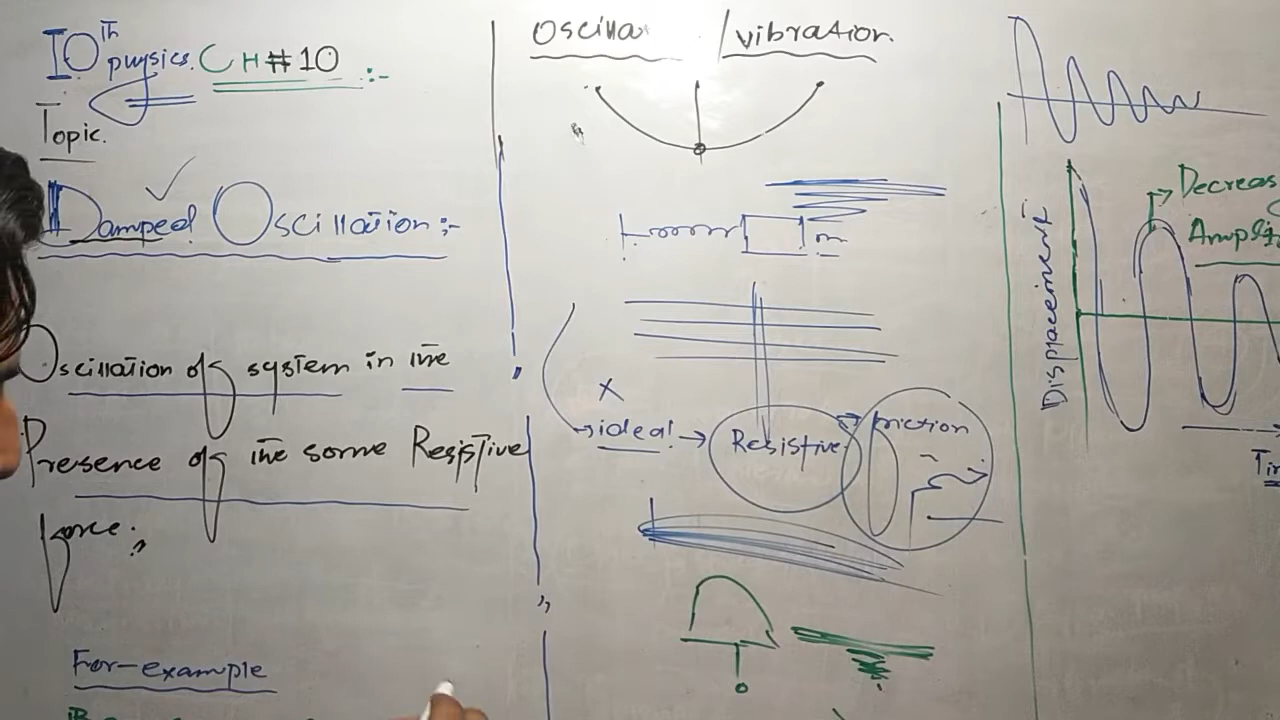 10th physics. CH#10 :-
Topic.
Damped Oscillation:-
Oscillation of system in the
Presence of the some Resistive
force.
For-example
Oscilla / vibration.
m
x
ideal → Resistive friction
Displacement
Decreas
Ampli
Tim